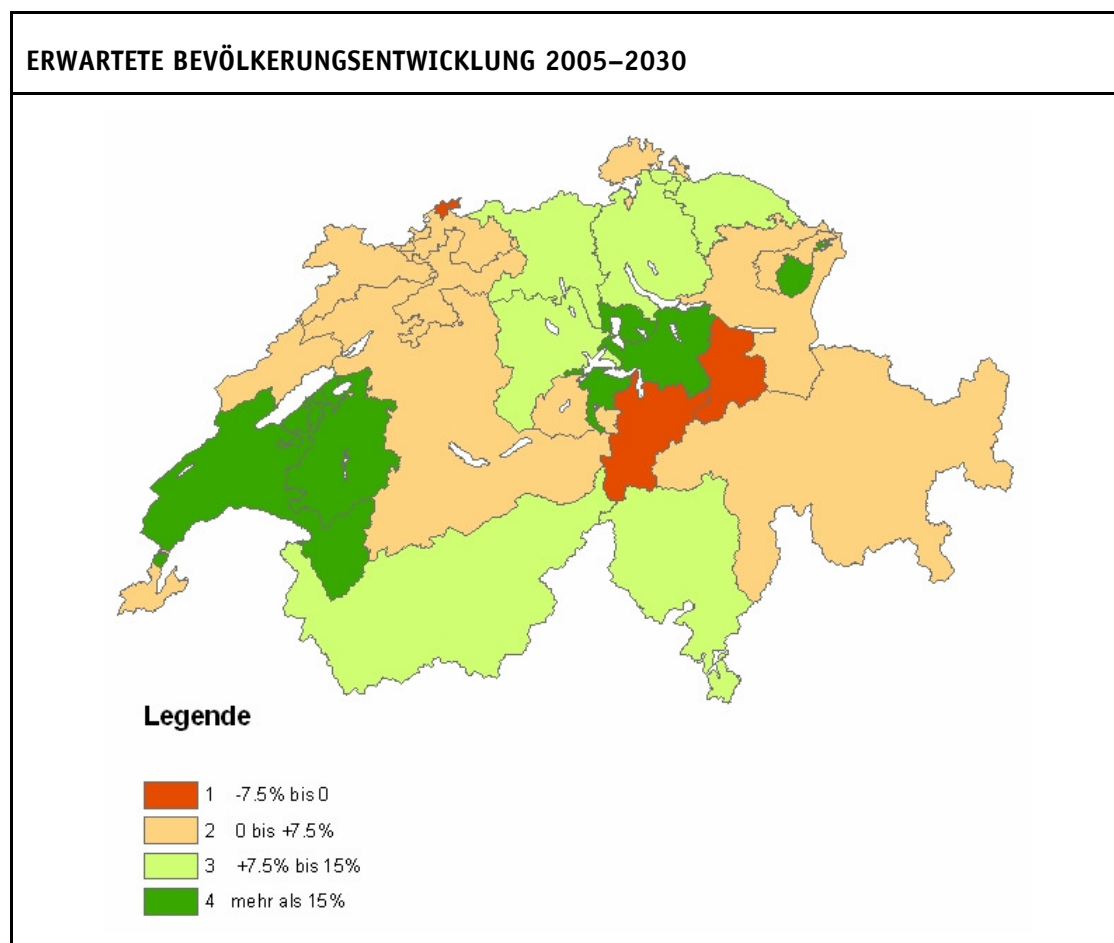 ERWARTETE BEVÖLKERUNGSENTWICKLUNG 2005–2030
Legende
1 -7.5% bis 0
2 0 bis +7.5%
3 +7.5% bis 15%
4 mehr als 15%